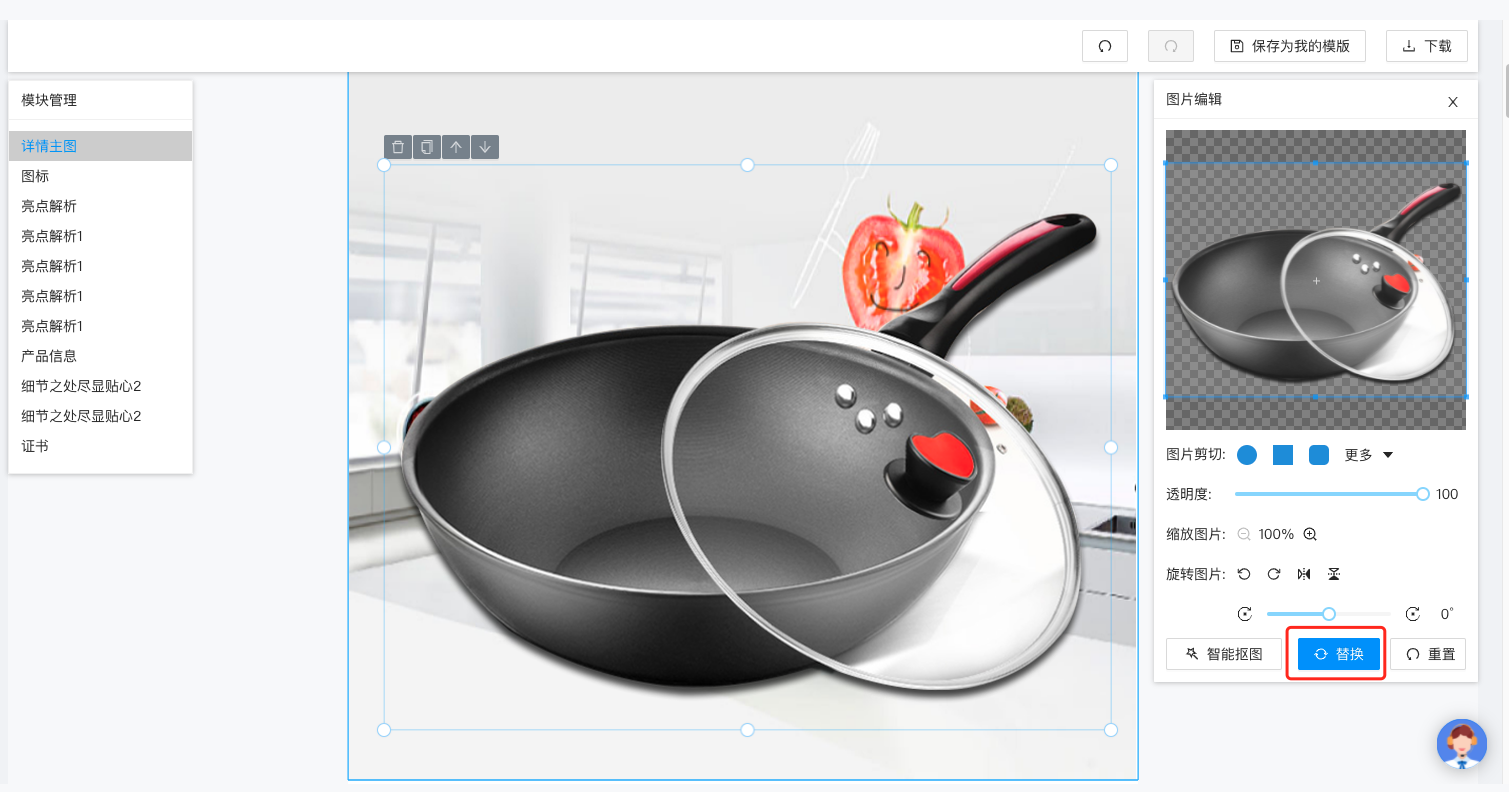 保存为我的模版
下载
模块管理
详情主图
图标
亮点解析
亮点解析1
亮点解析1
亮点解析1
亮点解析1
产品信息
细节之处尽显贴心2
细节之处尽显贴心2
证书
图片编辑
X
图片剪切:
更多
透明度:
100
缩放图片:
100%
旋转图片:
0°
智能抠图
替换
重置